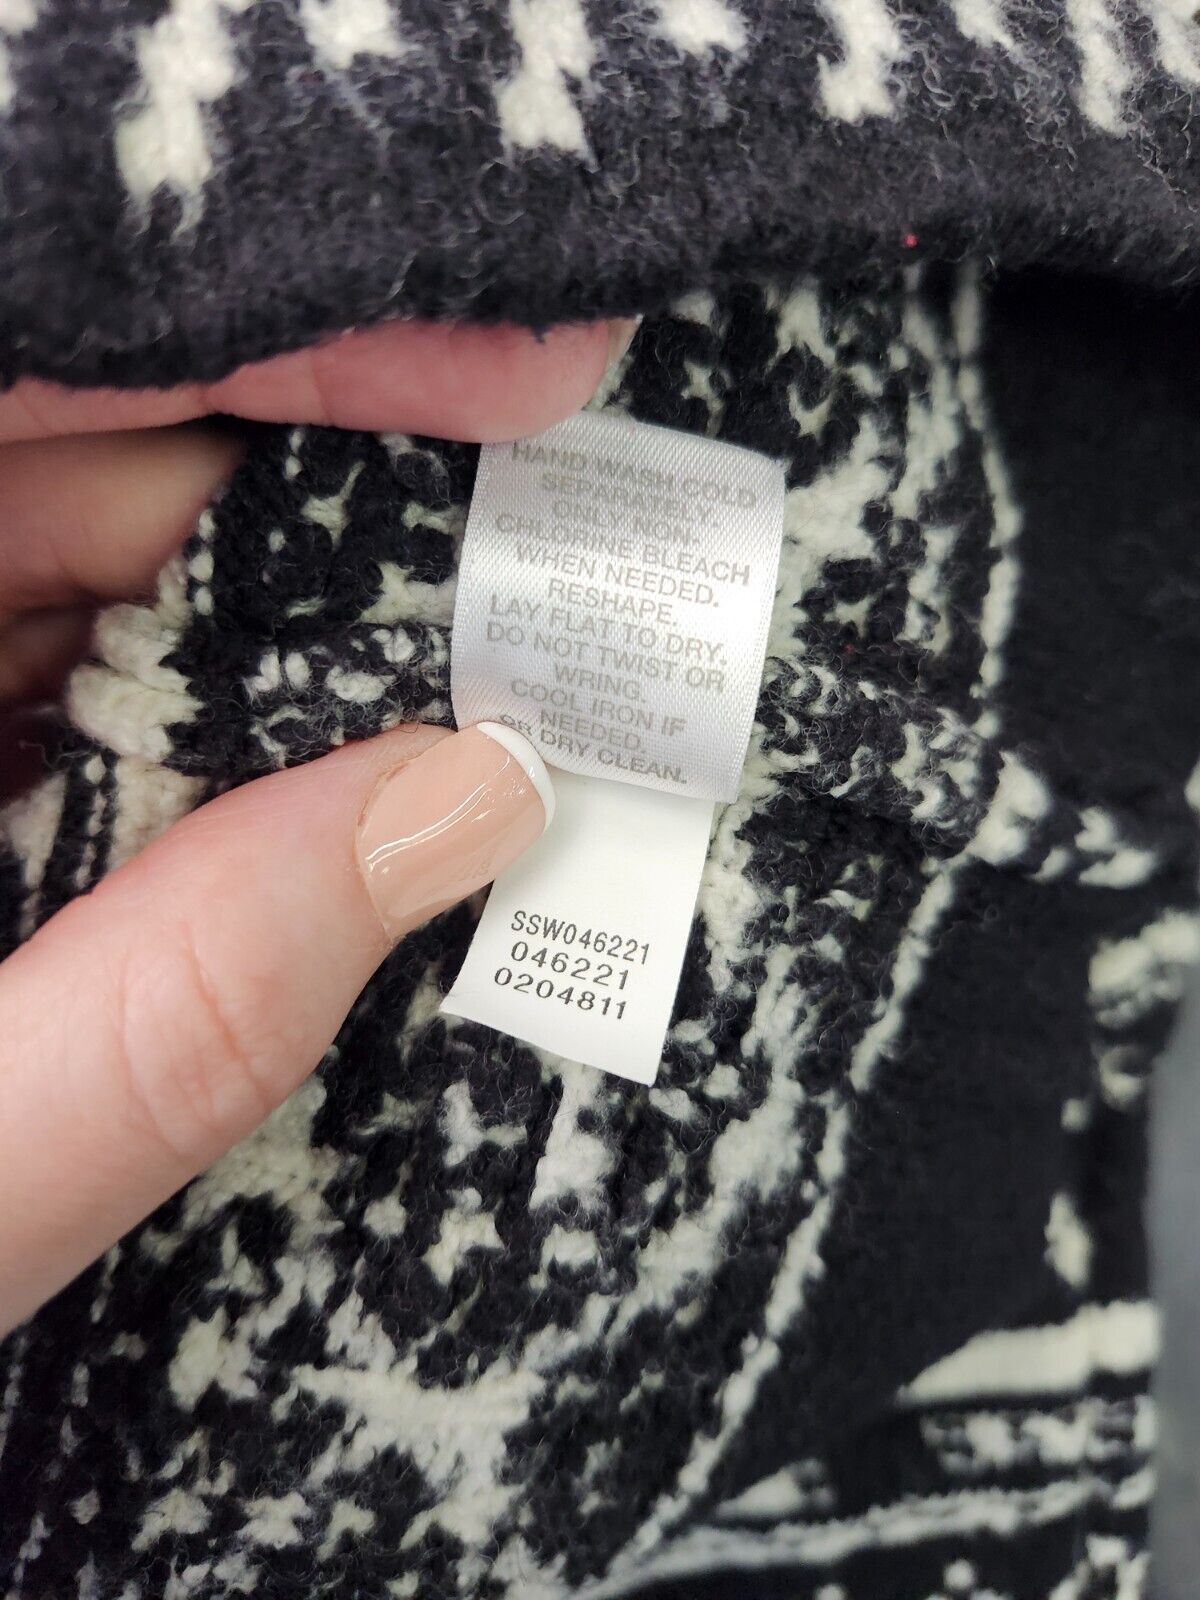 HAND WASH COLD
SEPARATELY.
ONLY NON.
CHLORINE BLEACH
WHEN NEEDED.
RESHAPE.
LAY FLAT TO DRY.
DO NOT TWIST OR
WRING.
COOL IRON IF
NEEDED.
OR DRY CLEAN.
SSW046221
046221
0204811